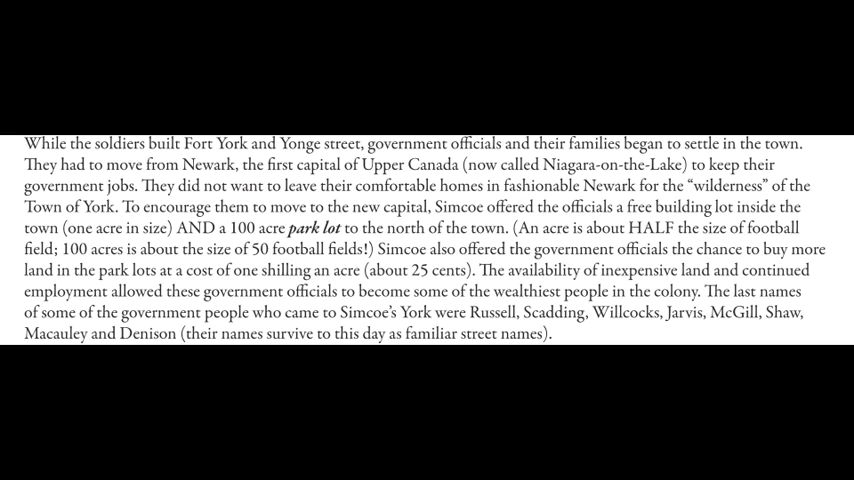 While the soldiers built Fort York and Yonge street, government officials and their families began to settle in the town.
They had to move from Newark, the first capital of Upper Canada (now called Niagara-on-the-Lake) to keep their
government jobs. They did not want to leave their comfortable homes in fashionable Newark for the “wilderness” of the
Town of York. To encourage them to move to the new capital, Simcoe offered the officials a free building lot inside the
town (one acre in size) AND a 100 acre park lot to the north of the town. (An acre is about HALF the size of football
field; 100 acres is about the size of 50 football fields!) Simcoe also offered the government officials the chance to buy more
land in the park lots at a cost of one shilling an acre (about 25 cents). The availability of inexpensive land and continued
employment allowed these government officials to become some of the wealthiest people in the colony. The last names
of some of the government people who came to Simcoe’s York were Russell, Scadding, Willcocks, Jarvis, McGill, Shaw,
Macauley and Denison (their names survive to this day as familiar street names).